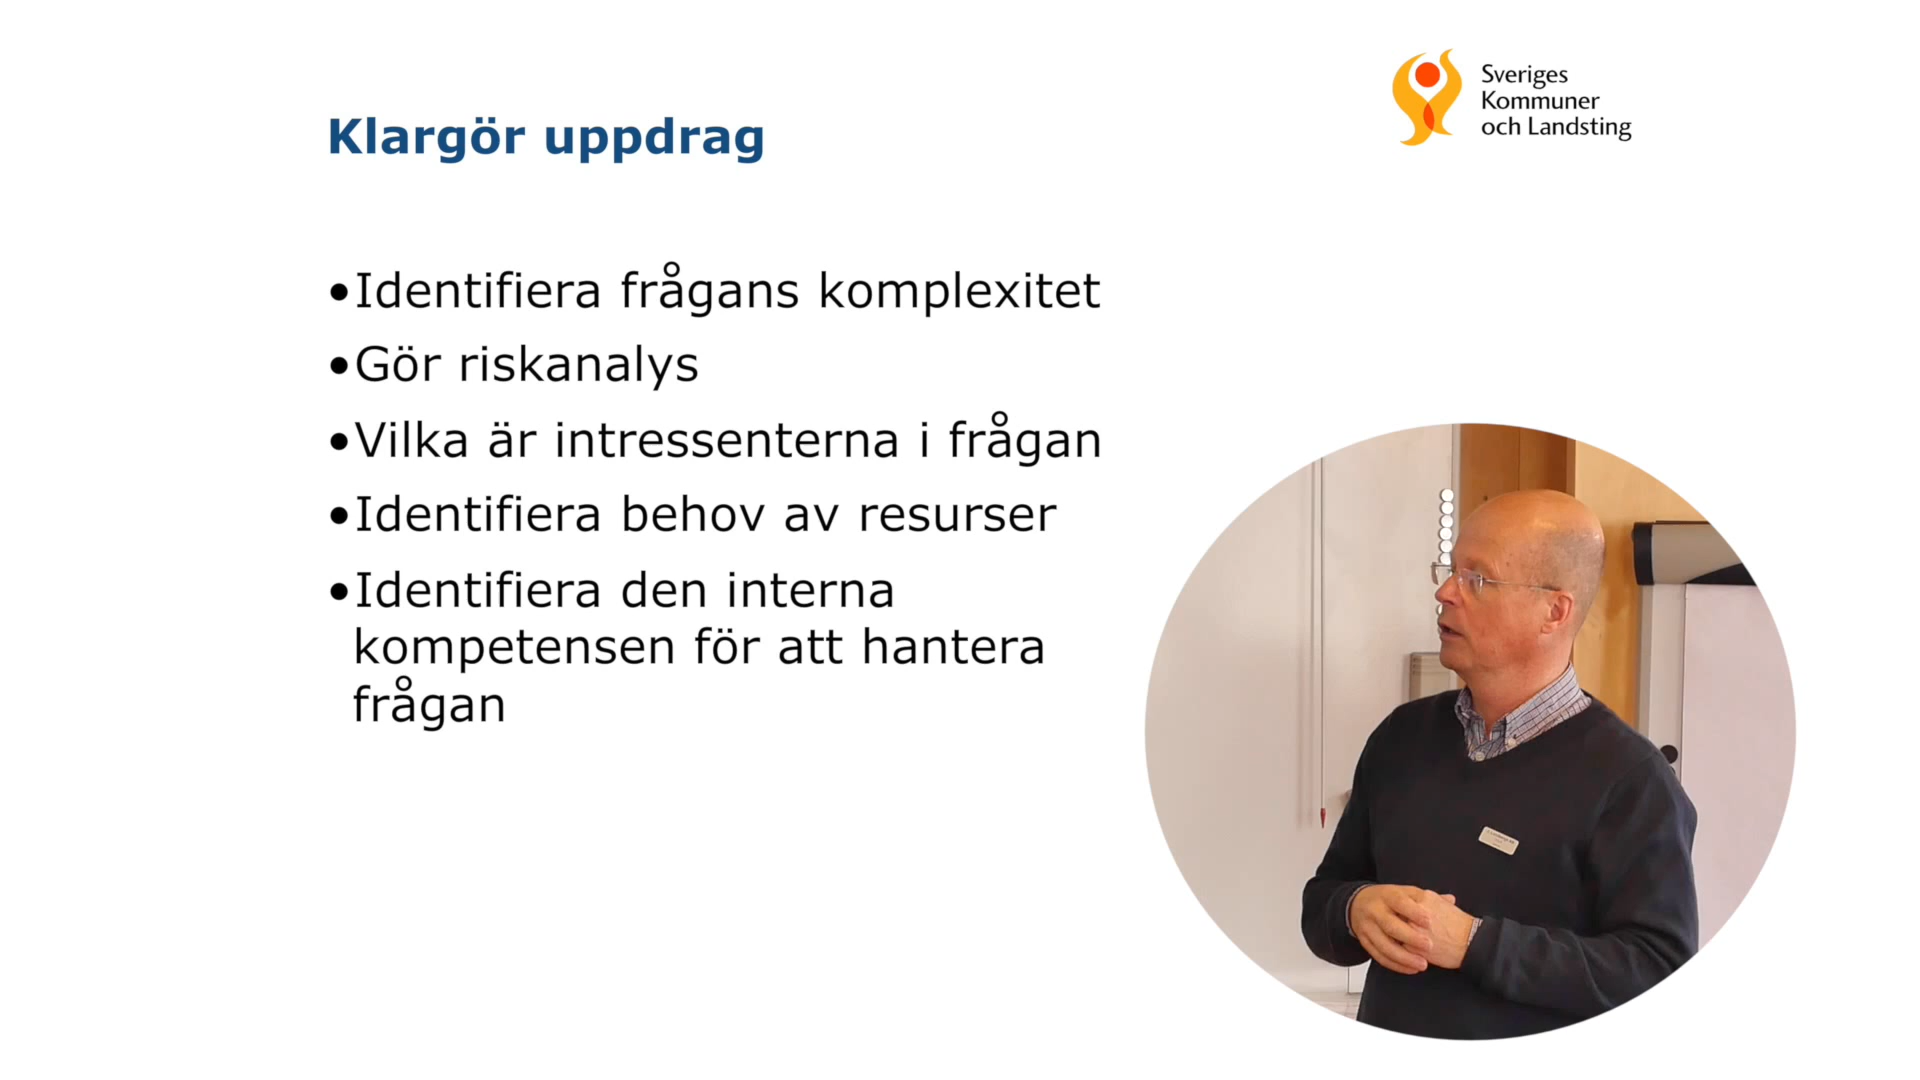 Klargör uppdrag
Sveriges
Kommuner
och Landsting
•Identifiera frågans komplexitet
•Gör riskanalys
•Vilka är intressenterna i frågan
•Identifiera behov av resurser
•Identifiera den interna
kompetensen för att hantera
frågan